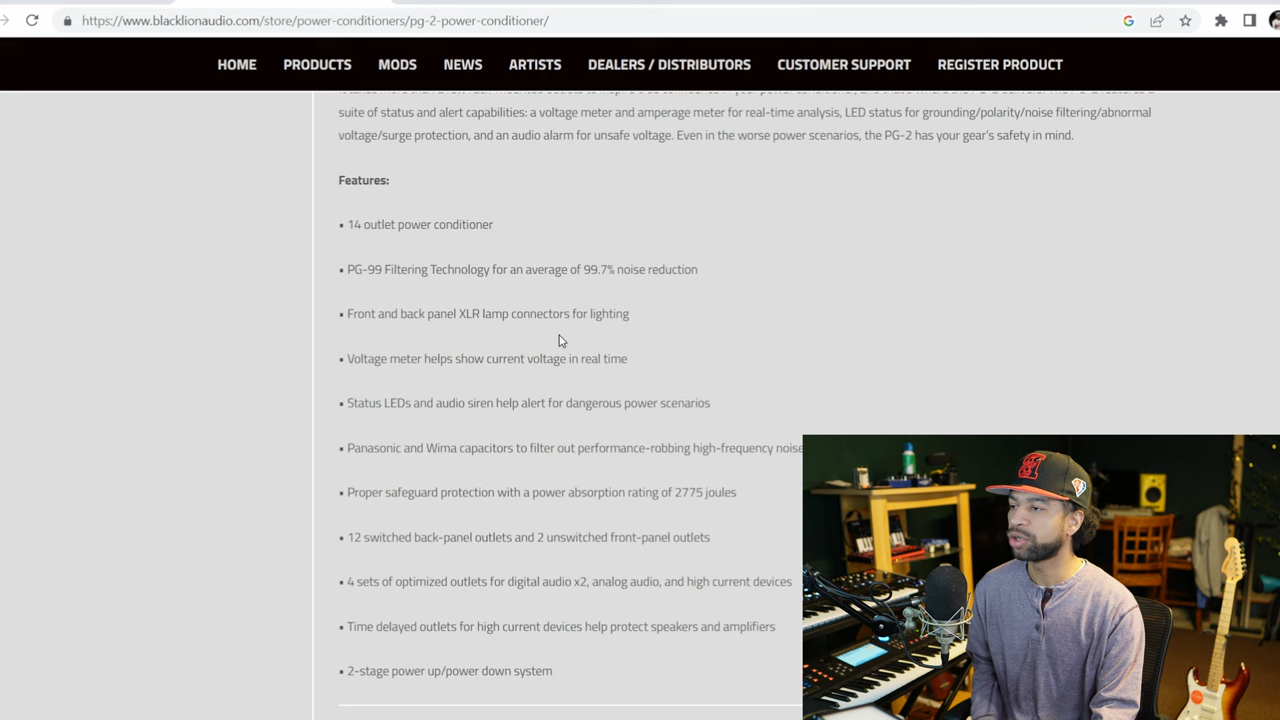 https://www.blacklionaudio.com/store/power-conditioners/pg-2-power-conditioner/
HOME PRODUCTS MODS NEWS ARTISTS DEALERS / DISTRIBUTORS CUSTOMER SUPPORT REGISTER PRODUCT
suite of status and alert capabilities: a voltage meter and amperage meter for real-time analysis, LED status for grounding/polarity/noise filtering/abnormal
voltage/surge protection, and an audio alarm for unsafe voltage. Even in the worse power scenarios, the PG-2 has your gear's safety in mind.
Features:
▪ 14 outlet power conditioner
▪ PG-99 Filtering Technology for an average of 99.7% noise reduction
▪ Front and back panel XLR lamp connectors for lighting
▪ Voltage meter helps show current voltage in real time
▪ Status LEDs and audio siren help alert for dangerous power scenarios
▪ Panasonic and Wima capacitors to filter out performance-robbing high-frequency noise
▪ Proper safeguard protection with a power absorption rating of 2775 joules
▪ 12 switched back-panel outlets and 2 unswitched front-panel outlets
▪ 4 sets of optimized outlets for digital audio x2, analog audio, and high current devices
▪ Time delayed outlets for high current devices help protect speakers and amplifiers
▪ 2-stage power up/power down system